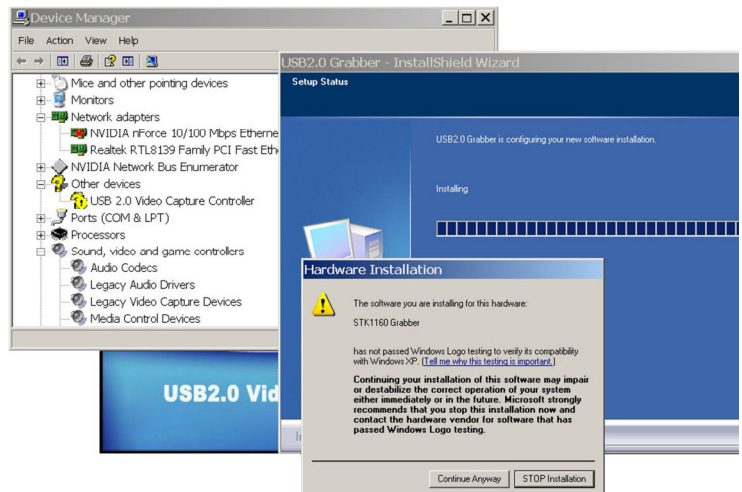 Device Manager
File Action View Help
Mice and other pointing devices
Monitors
Network adapters
NVIDIA nForce 10/100 Mbps Etherne
Realtek RTL8139 Family PCI Fast Eth
NVIDIA Network Bus Enumerator
Other devices
USB 2.0 Video Capture Controller
Ports (COM & LPT)
Processors
Sound, video and game controllers
Audio Codecs
Legacy Audio Drivers
Legacy Video Capture Devices
Media Control Devices
USB2.0 Vid
USB2.0 Grabber - InstallShield Wizard
Setup Status
USB2.0 Grabber is configuring your new software installation.
Installing
Hardware Installation
The software you are installing for this hardware:
STK1160 Grabber
has not passed Windows Logo testing to verify its compatibility
with Windows XP. (Tell me why this testing is important.)
Continuing your installation of this software may impair
or destabilize the correct operation of your system
either immediately or in the future. Microsoft strongly
recommends that you stop this installation now and
contact the hardware vendor for software that has
passed Windows Logo testing.
Continue Anyway STOP Installation